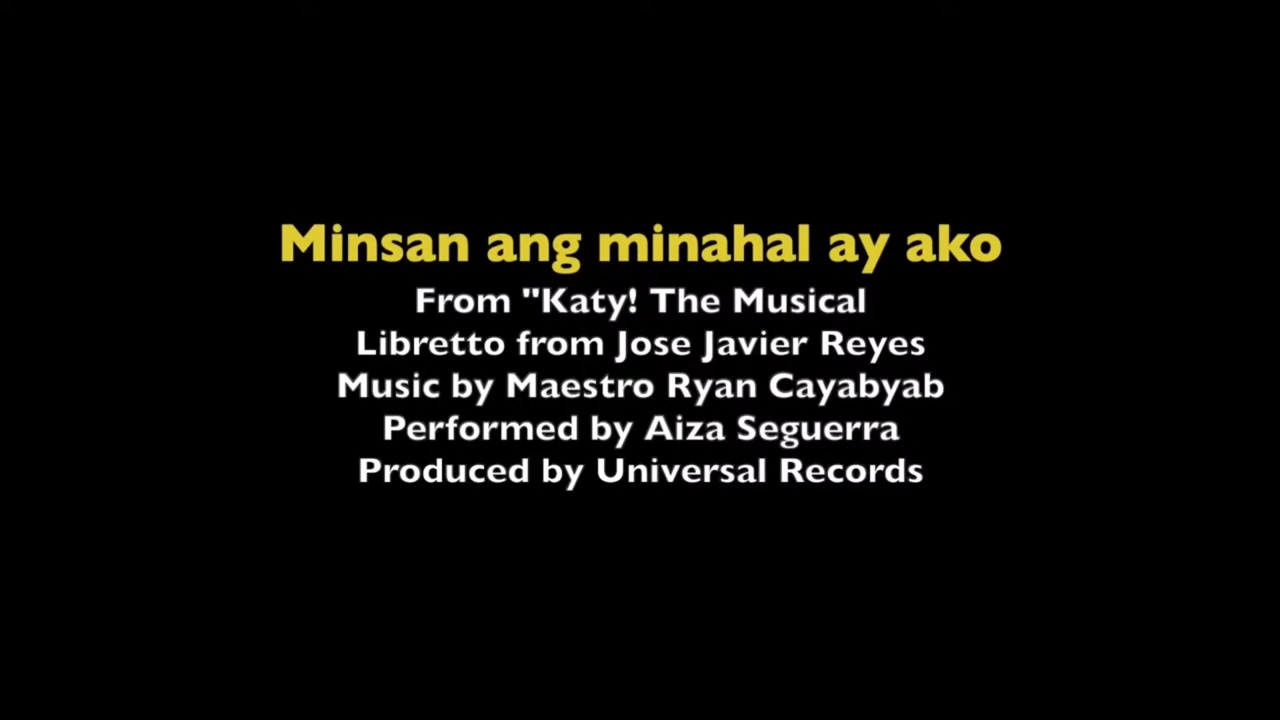 Minsan ang minahal ay ako
From "Katy! The Musical
Libretto from Jose Javier Reyes
Music by Maestro Ryan Cayabyab
Performed by Aiza Seguerra
Produced by Universal Records